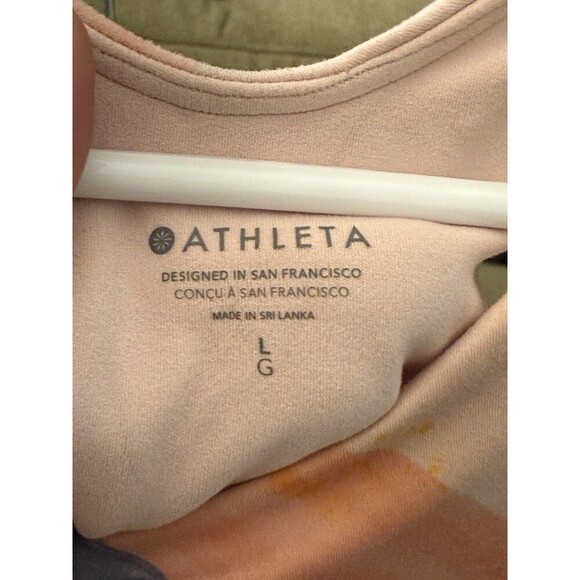 ATHLETA
DESIGNED IN SAN FRANCISCO
CONÇU À SAN FRANCISCO
MADE IN SRI LANKA
L
G